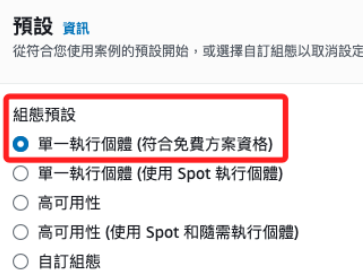 預設 資訊
從符合您使用案例的預設開始，或選擇自訂組態以取消設定
組態預設
單一執行個體 (符合免費方案資格)
單一執行個體 (使用 Spot 執行個體)
高可用性
高可用性 (使用 Spot 和隨需執行個體)
自訂組態